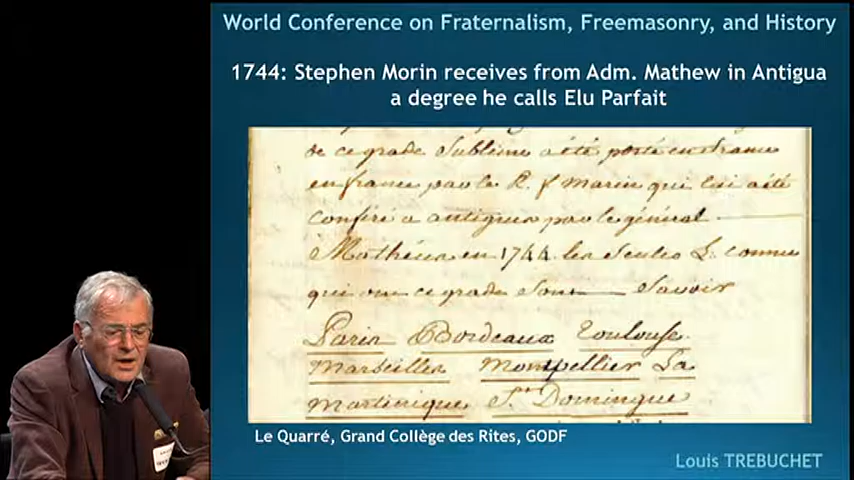 World Conference on Fraternalism, Freemasonry, and History
1744: Stephen Morin receives from Adm. Mathew in Antigua
a degree he calls Elu Parfait
de ce grade Sublime a été porté en france
en france par le R. f Marin qui lui a été
conferé a antigues par le général
Mathéus en 1744 les Seules L. connue
qui on ce grade Sont Savoir
Paris Bordeaux Toulouse
Marseilles Montpellier La
Martinique St Domingue
Le Quarré, Grand Collège des Rites, GODF
Louis TREBUCHET